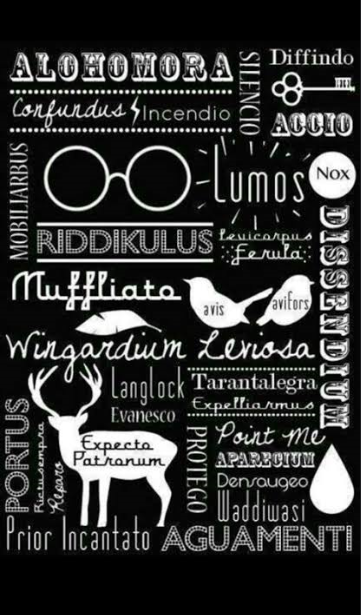 ALOHOMORA
SILENCIO
Diffindo
Confundus
Incendio
ACCIO
MOBILIARBUS
Lumos
Nox
RIDDIKULUS
Levicorpus
Ferula
DISSENDIUM
Muffliato
avis
avifors
Wingardium Leviosa
Langlock
Tarantalegra
Evanesco
Expelliarmus
PORTUS
Rictusempra
Reparo
Expecto
Patronum
PROTEGO
Point Me
APARECIUM
Densaugeo
Waddiwasi
Prior Incantato
AGUAMENTI